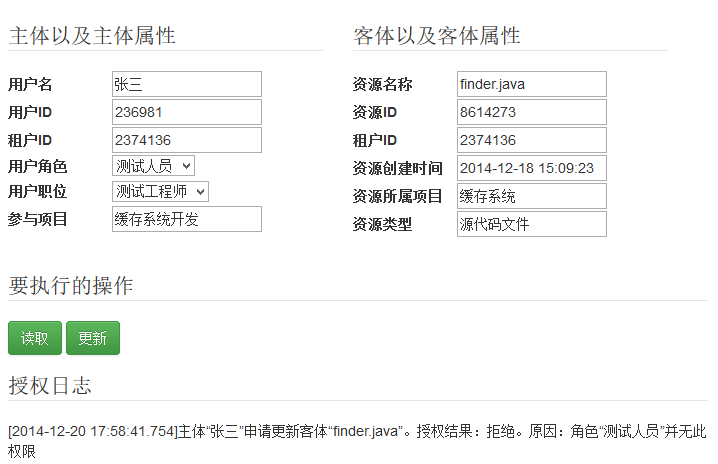 主体以及主体属性
用户名 张三
用户ID 236981
租户ID 2374136
用户角色 测试人员
用户职位 测试工程师
参与项目 缓存系统开发
客体以及客体属性
资源名称 finder.java
资源ID 8614273
租户ID 2374136
资源创建时间 2014-12-18 15:09:23
资源所属项目 缓存系统
资源类型 源代码文件
要执行的操作
读取 更新
授权日志
[2014-12-20 17:58:41.754]主体“张三”申请更新客体“finder.java”。授权结果：拒绝。原因：角色“测试人员”并无此
权限